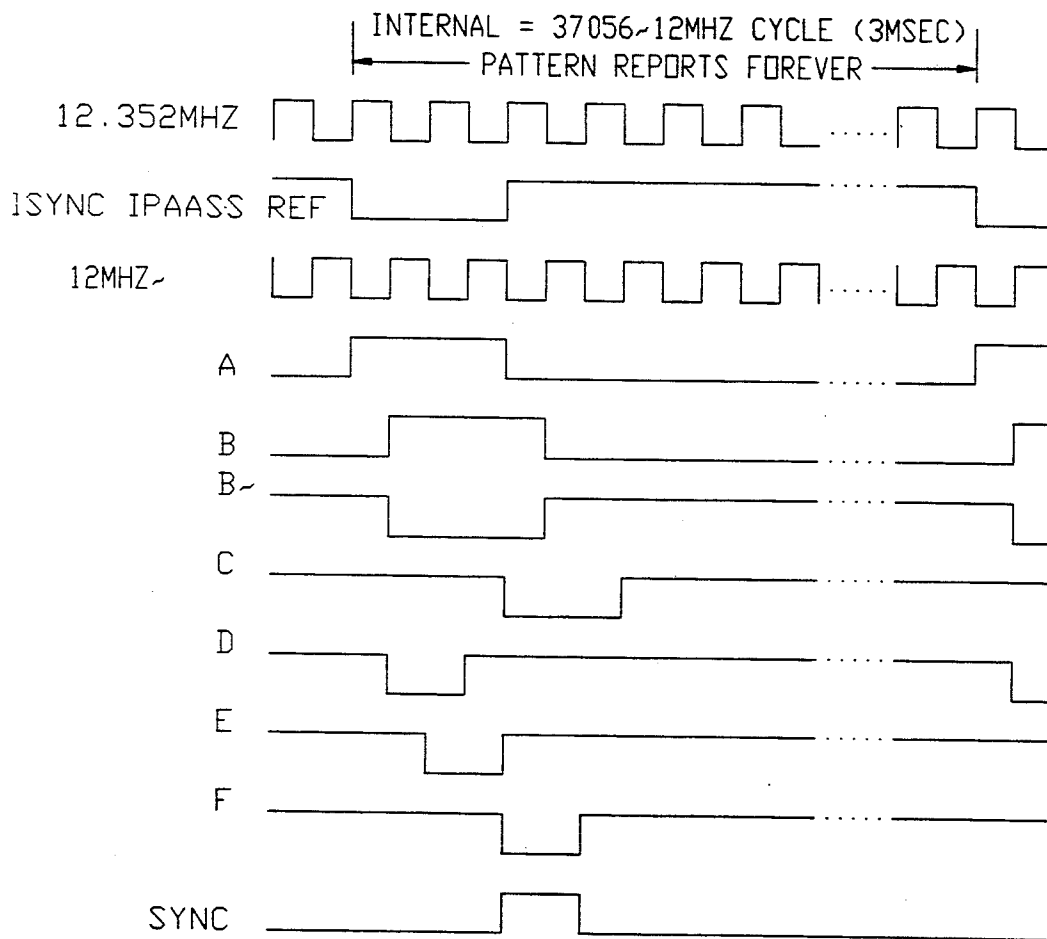 INTERNAL = 37056~12MHZ CYCLE (3MSEC)
PATTERN REPORTS FOREVER
12.352MHZ
ISYNC IPAASS REF
12MHZ~
A
B
B~
C
D
E
F
SYNC